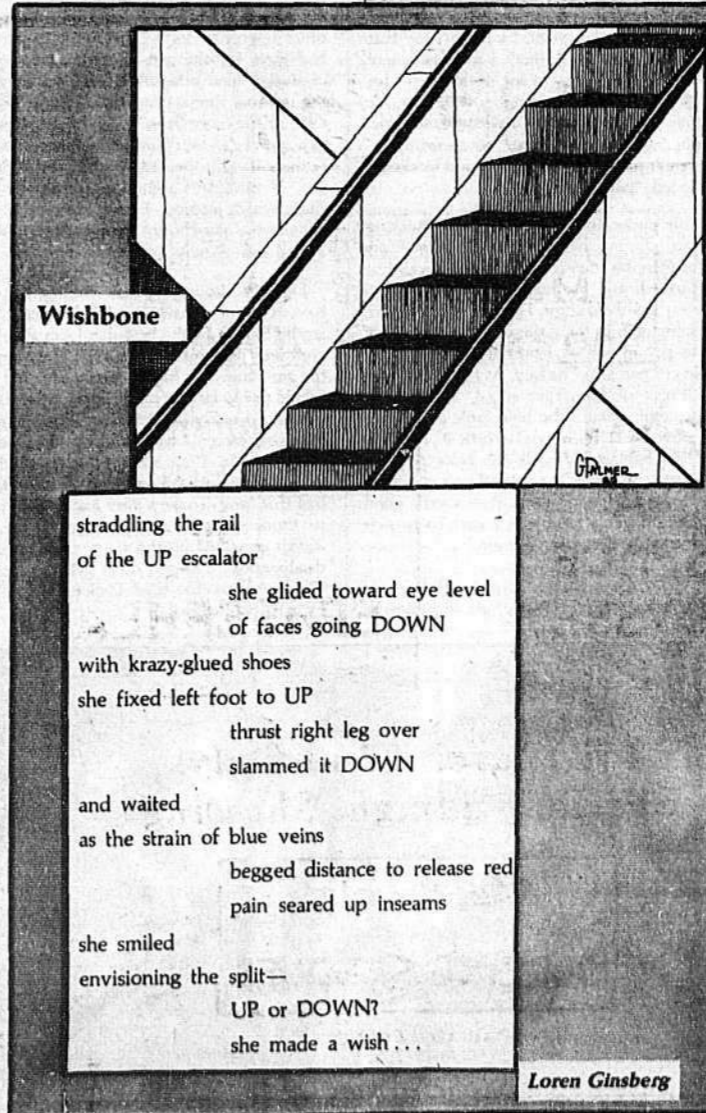 Wishbone
G PALMER
straddling the rail
of the UP escalator
she glided toward eye level
of faces going DOWN
with krazy-glued shoes
she fixed left foot to UP
thrust right leg over
slammed it DOWN
and waited
as the strain of blue veins
begged distance to release red
pain seared up inseams
she smiled
envisioning the split—
UP or DOWN?
she made a wish . . .
Loren Ginsberg